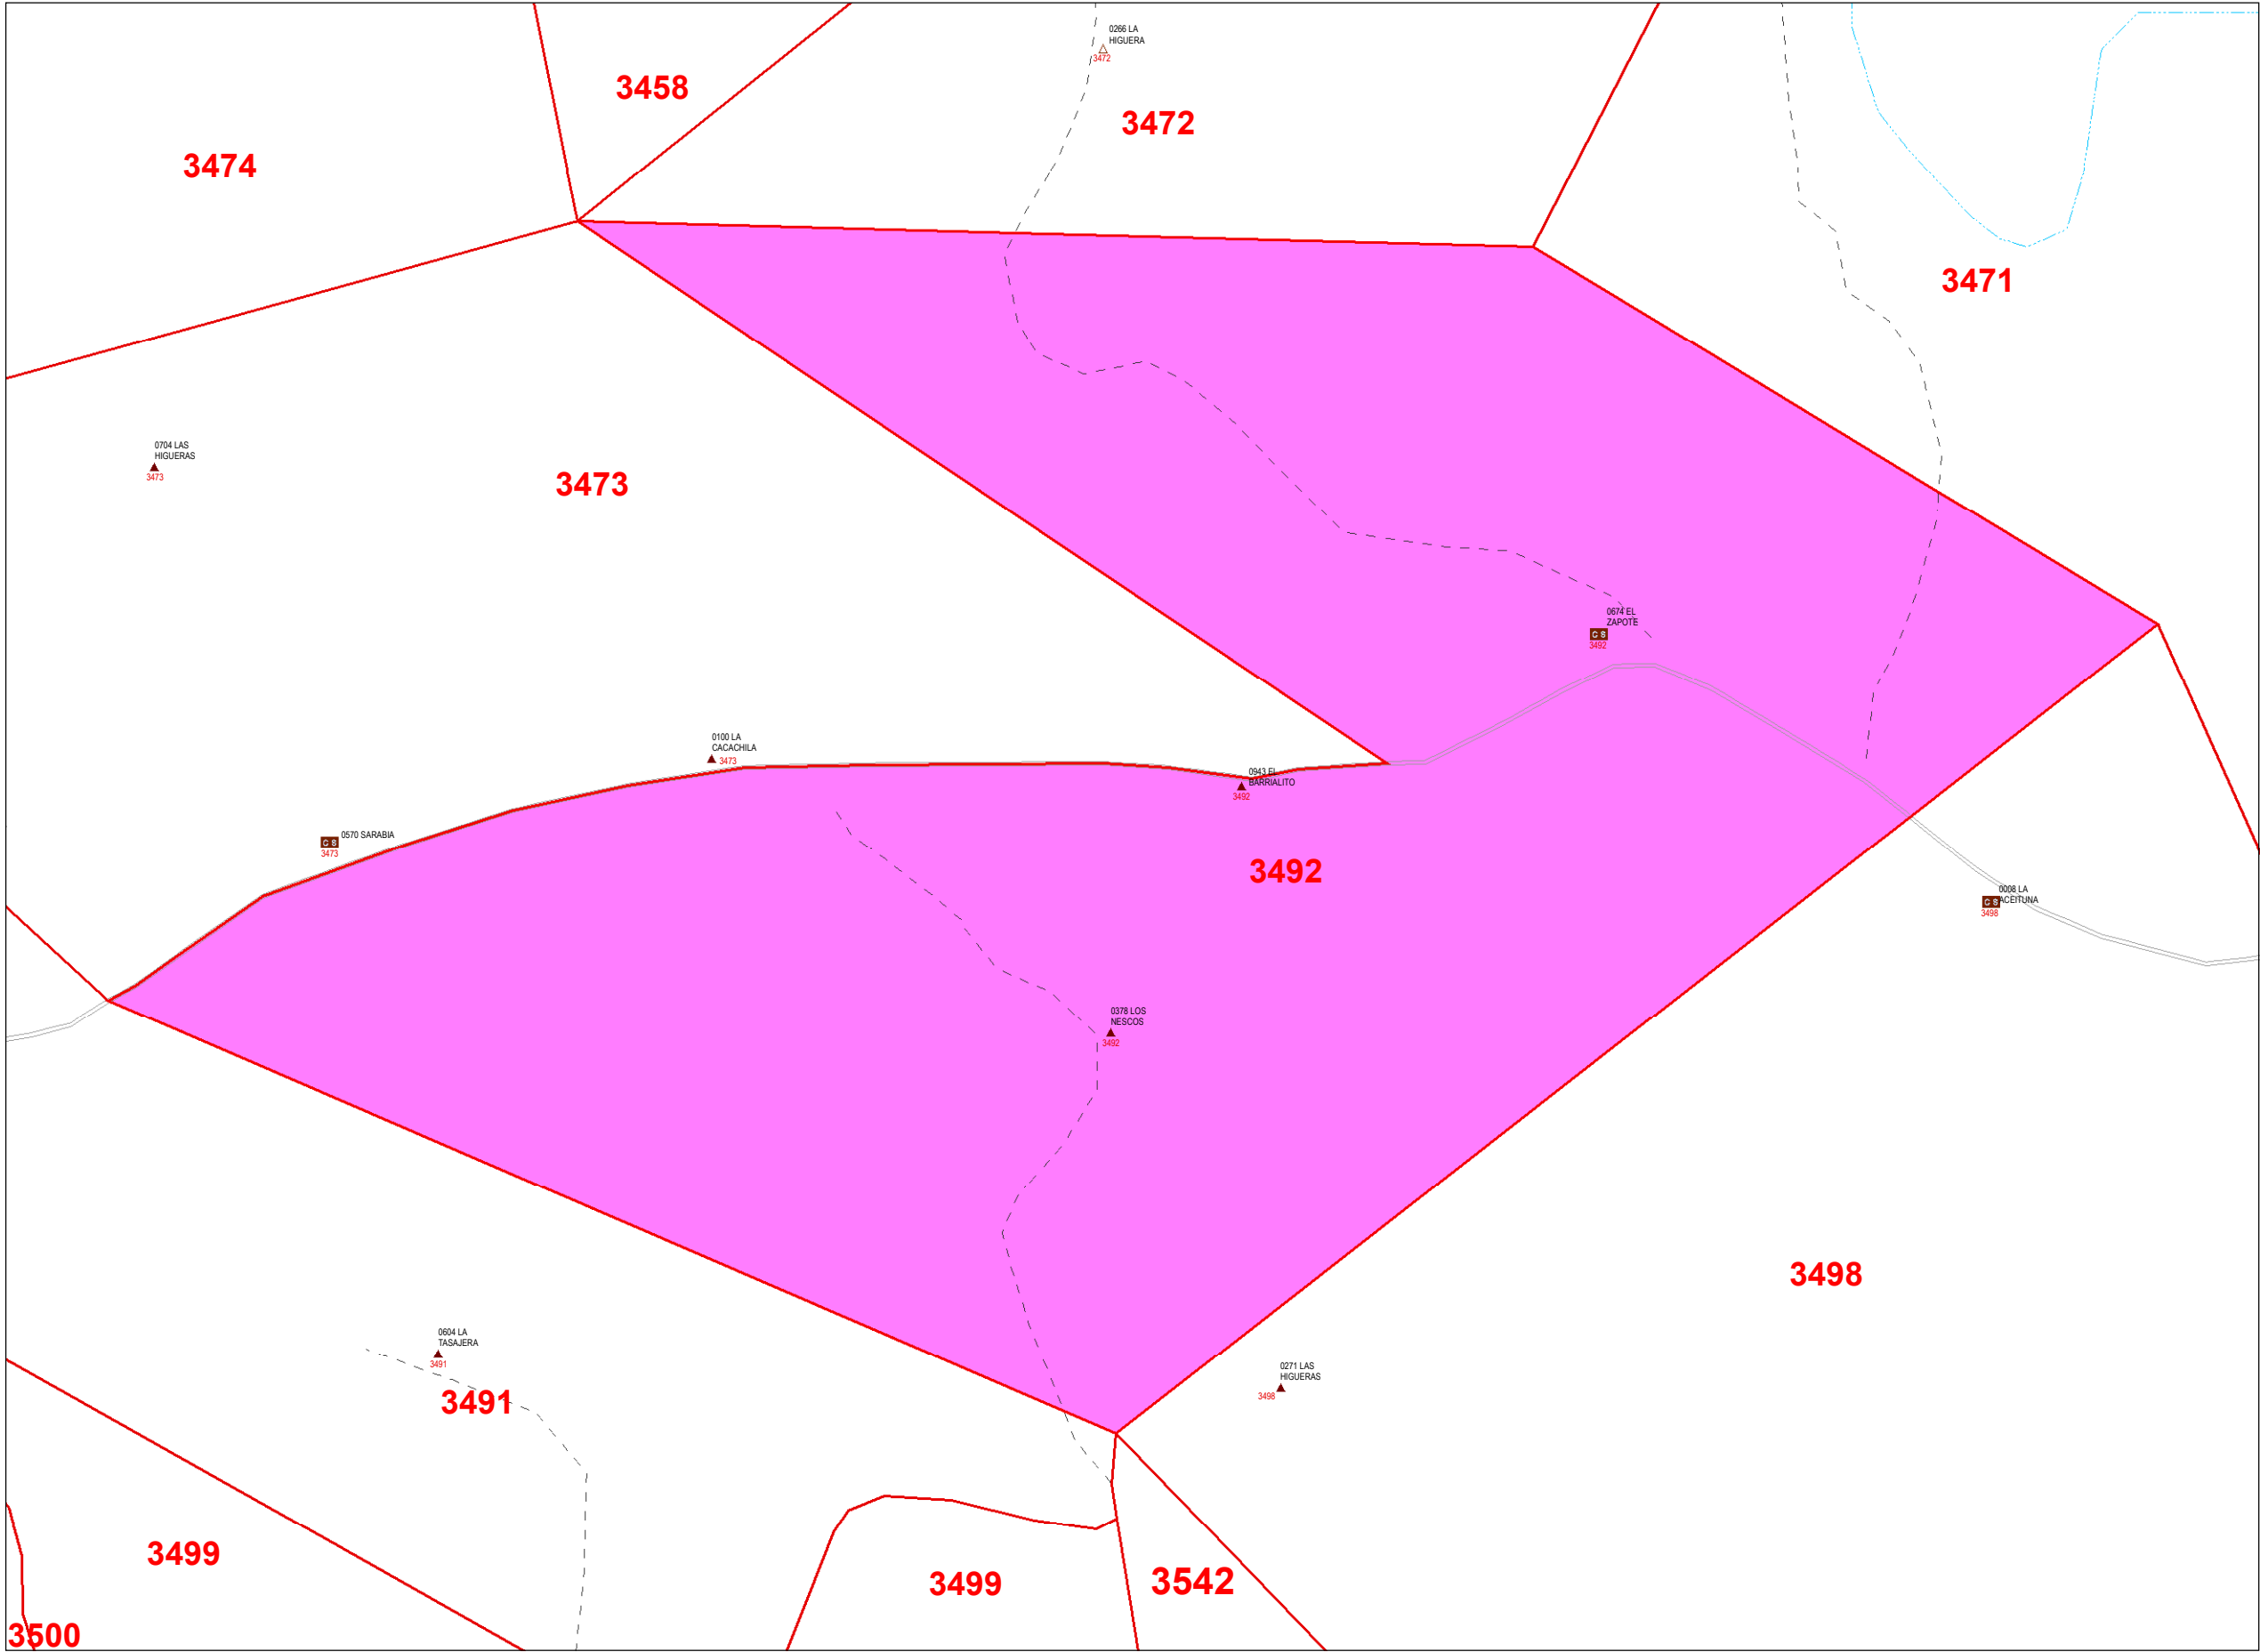 0266 LA
HIGUERA
3472
3458
3472
3474
3471
0704 LAS
HIGUERAS
3473
3473
0674 EL
ZAPOTE
C S
3492
0100 LA
CACACHILA
3473
0943 EL
BARRIALITO
3492
0570 SARABIA
C S
3473
3492
0008 LA
C S ACEITUNA
3498
0378 LOS
NESCOS
3492
3498
0604 LA
TASAJERA
3491
3491
0271 LAS
HIGUERAS
3498
3499
3499
3542
3500